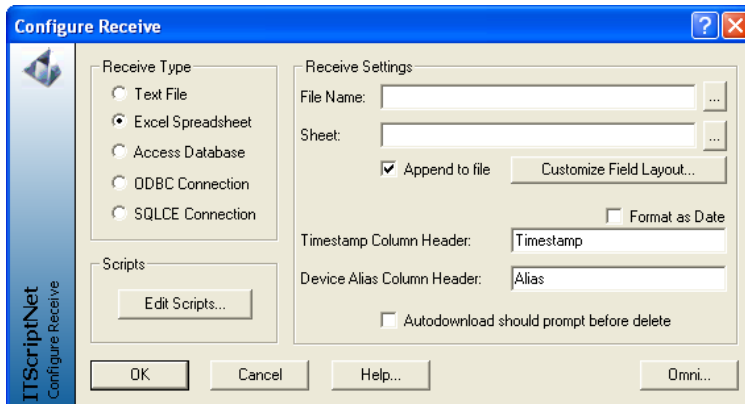 Configure Receive
Receive Type
Text File
Excel Spreadsheet
Access Database
ODBC Connection
SQLCE Connection
Scripts
Edit Scripts...
Receive Settings
File Name:
...
Sheet:
...
Append to file
Customize Field Layout...
Format as Date
Timestamp Column Header:
Timestamp
Device Alias Column Header:
Alias
Autodownload should prompt before delete
OK
Cancel
Help...
Omni...
ITScriptNet
Configure Receive